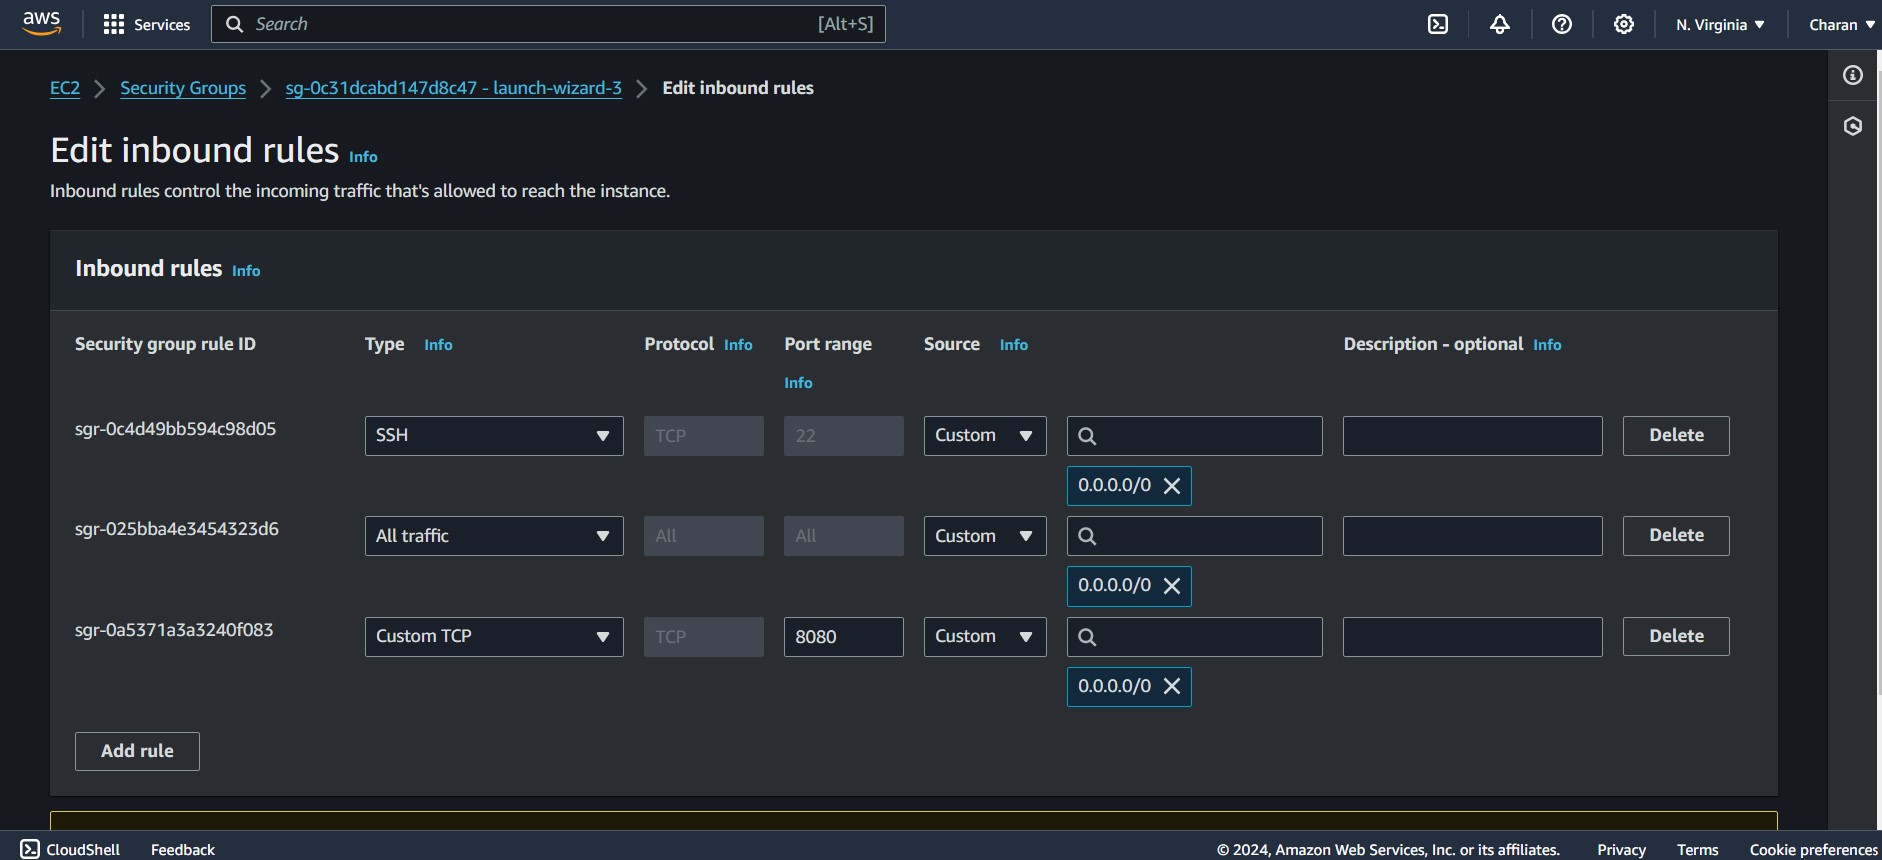 aws Services Search [Alt+S] N. Virginia Charan
EC2 Security Groups sg-0c31dcabd147d8c47 - launch-wizard-3 Edit inbound rules
Edit inbound rules Info
Inbound rules control the incoming traffic that's allowed to reach the instance.
Inbound rules Info
Security group rule ID Type Info Protocol Info Port range Source Info Description - optional Info
Info
sgr-0c4d49bb594c98d05 SSH TCP 22 Custom Delete
0.0.0.0/0
sgr-025bba4e3454323d6 All traffic All All Custom Delete
0.0.0.0/0
sgr-0a5371a3a3240f083 Custom TCP TCP 8080 Custom Delete
0.0.0.0/0
Add rule
CloudShell Feedback © 2024, Amazon Web Services, Inc. or its affiliates. Privacy Terms Cookie preferences